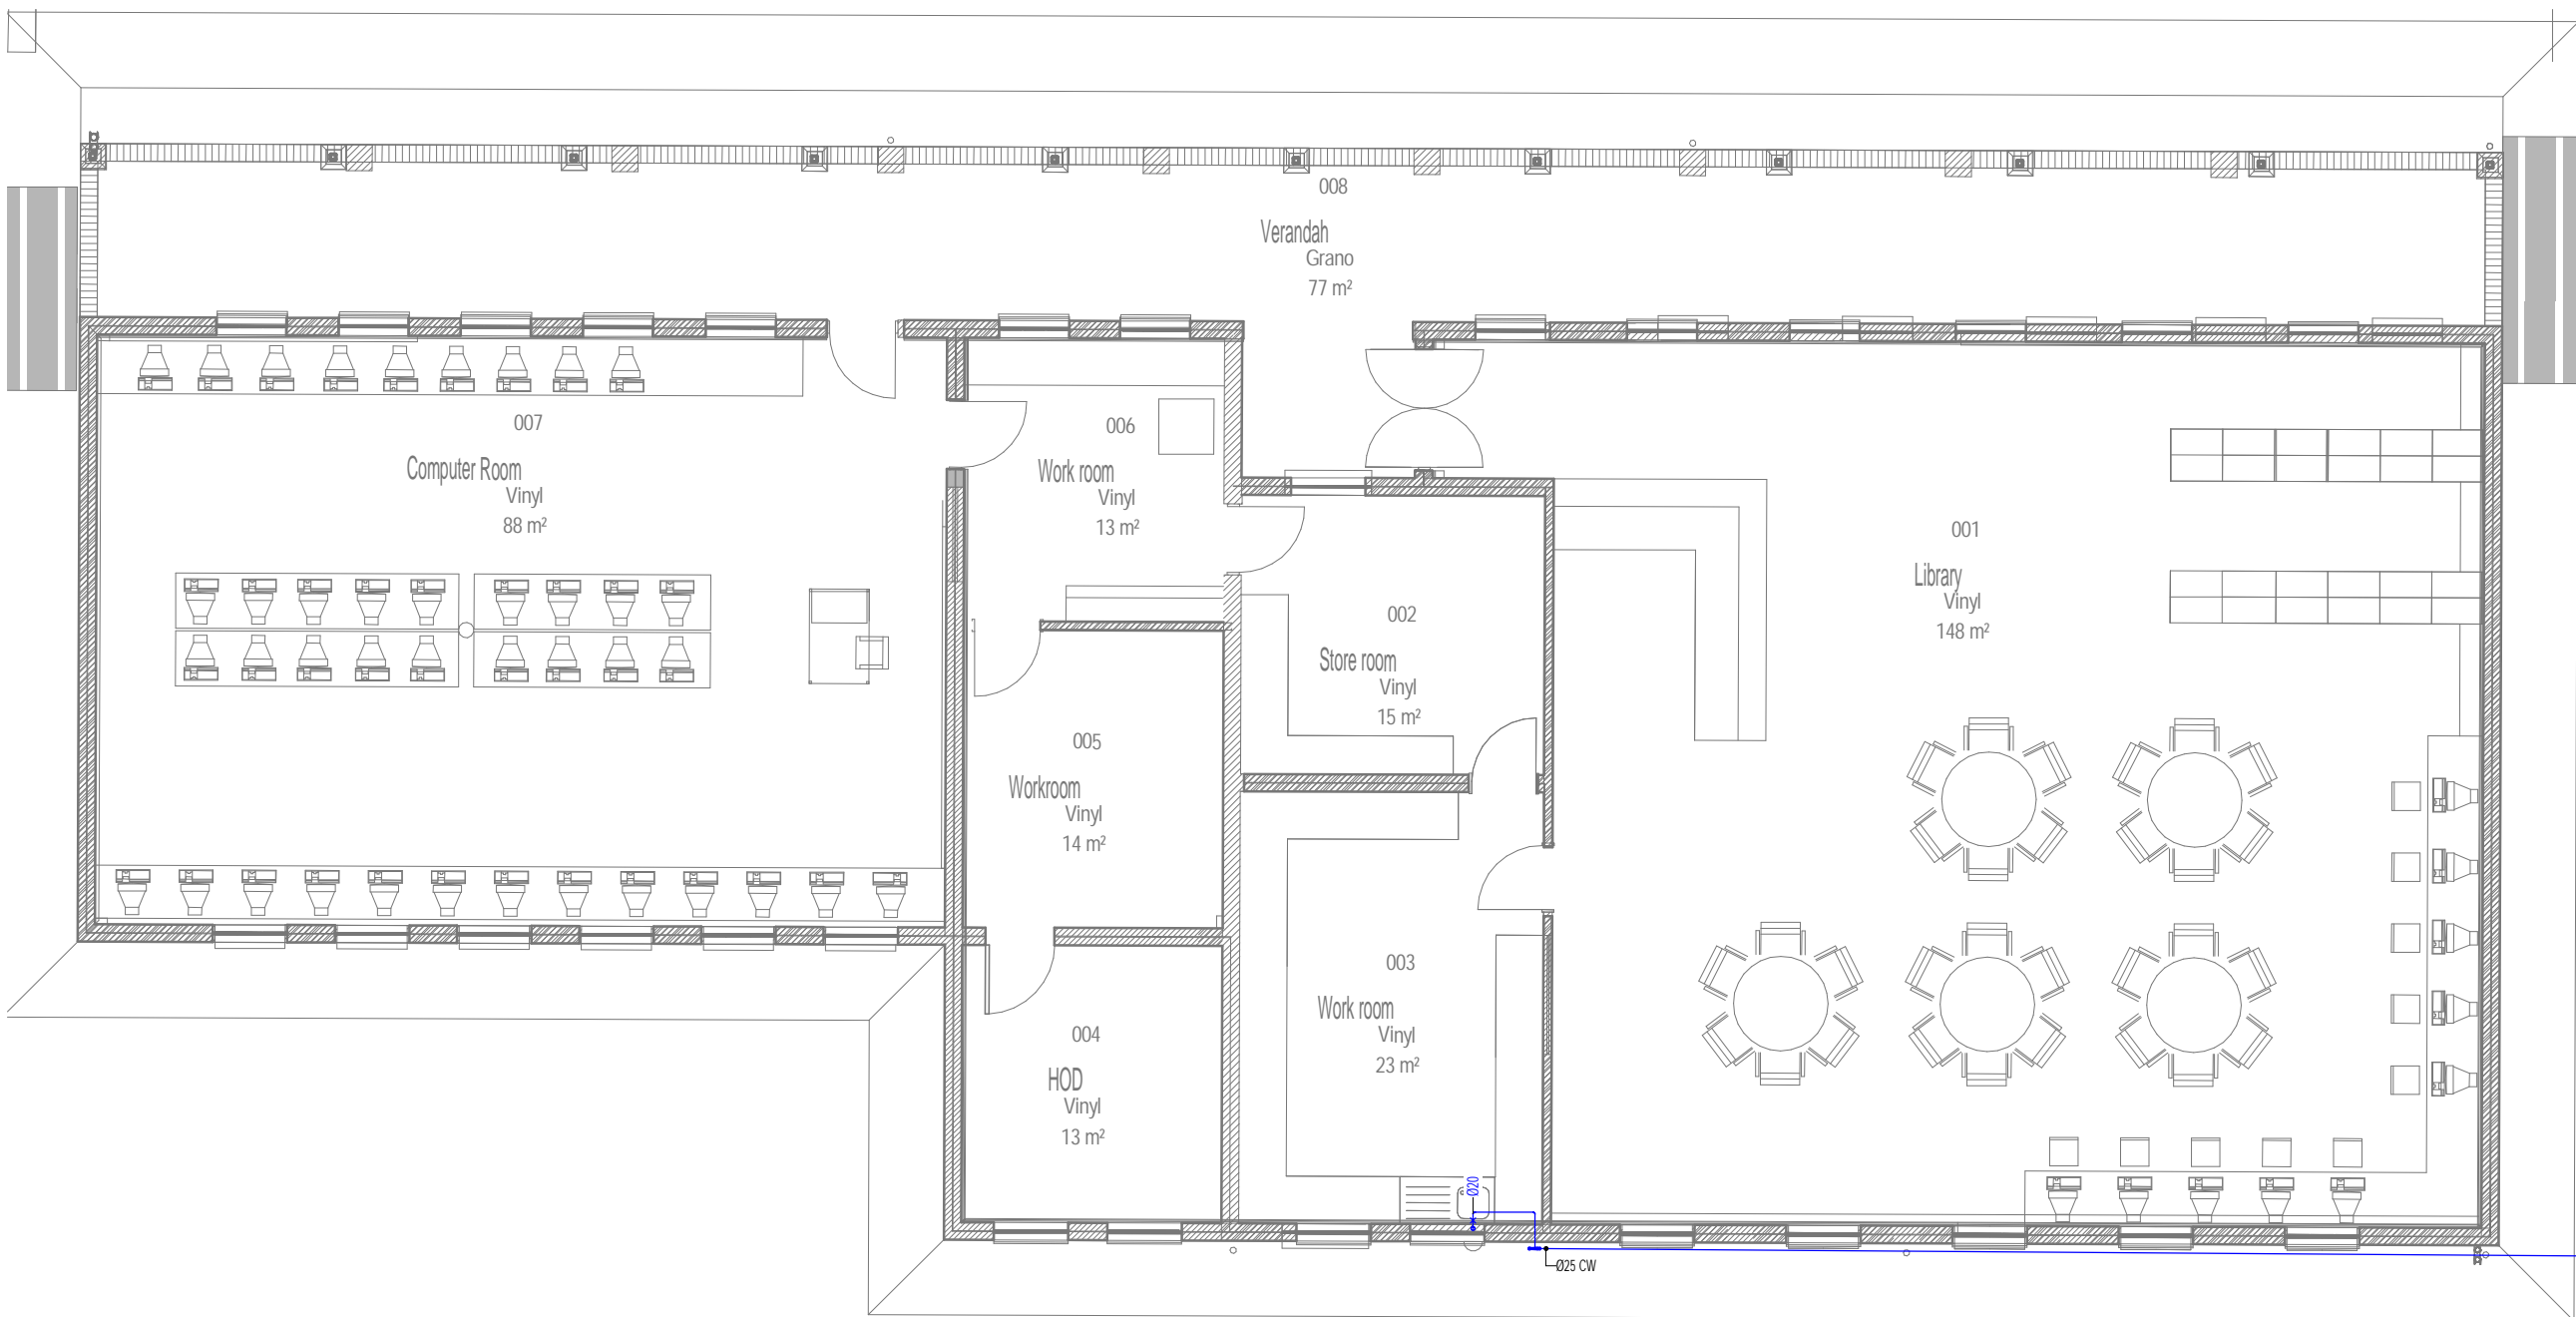 008
Verandah
Grano
77 m²
007
Computer Room
Vinyl
88 m²
006
Work room
Vinyl
13 m²
001
Library
Vinyl
148 m²
002
Store room
Vinyl
15 m²
005
Workroom
Vinyl
14 m²
003
Work room
Vinyl
23 m²
004
HOD
Vinyl
13 m²
Ø20
Ø25 CW